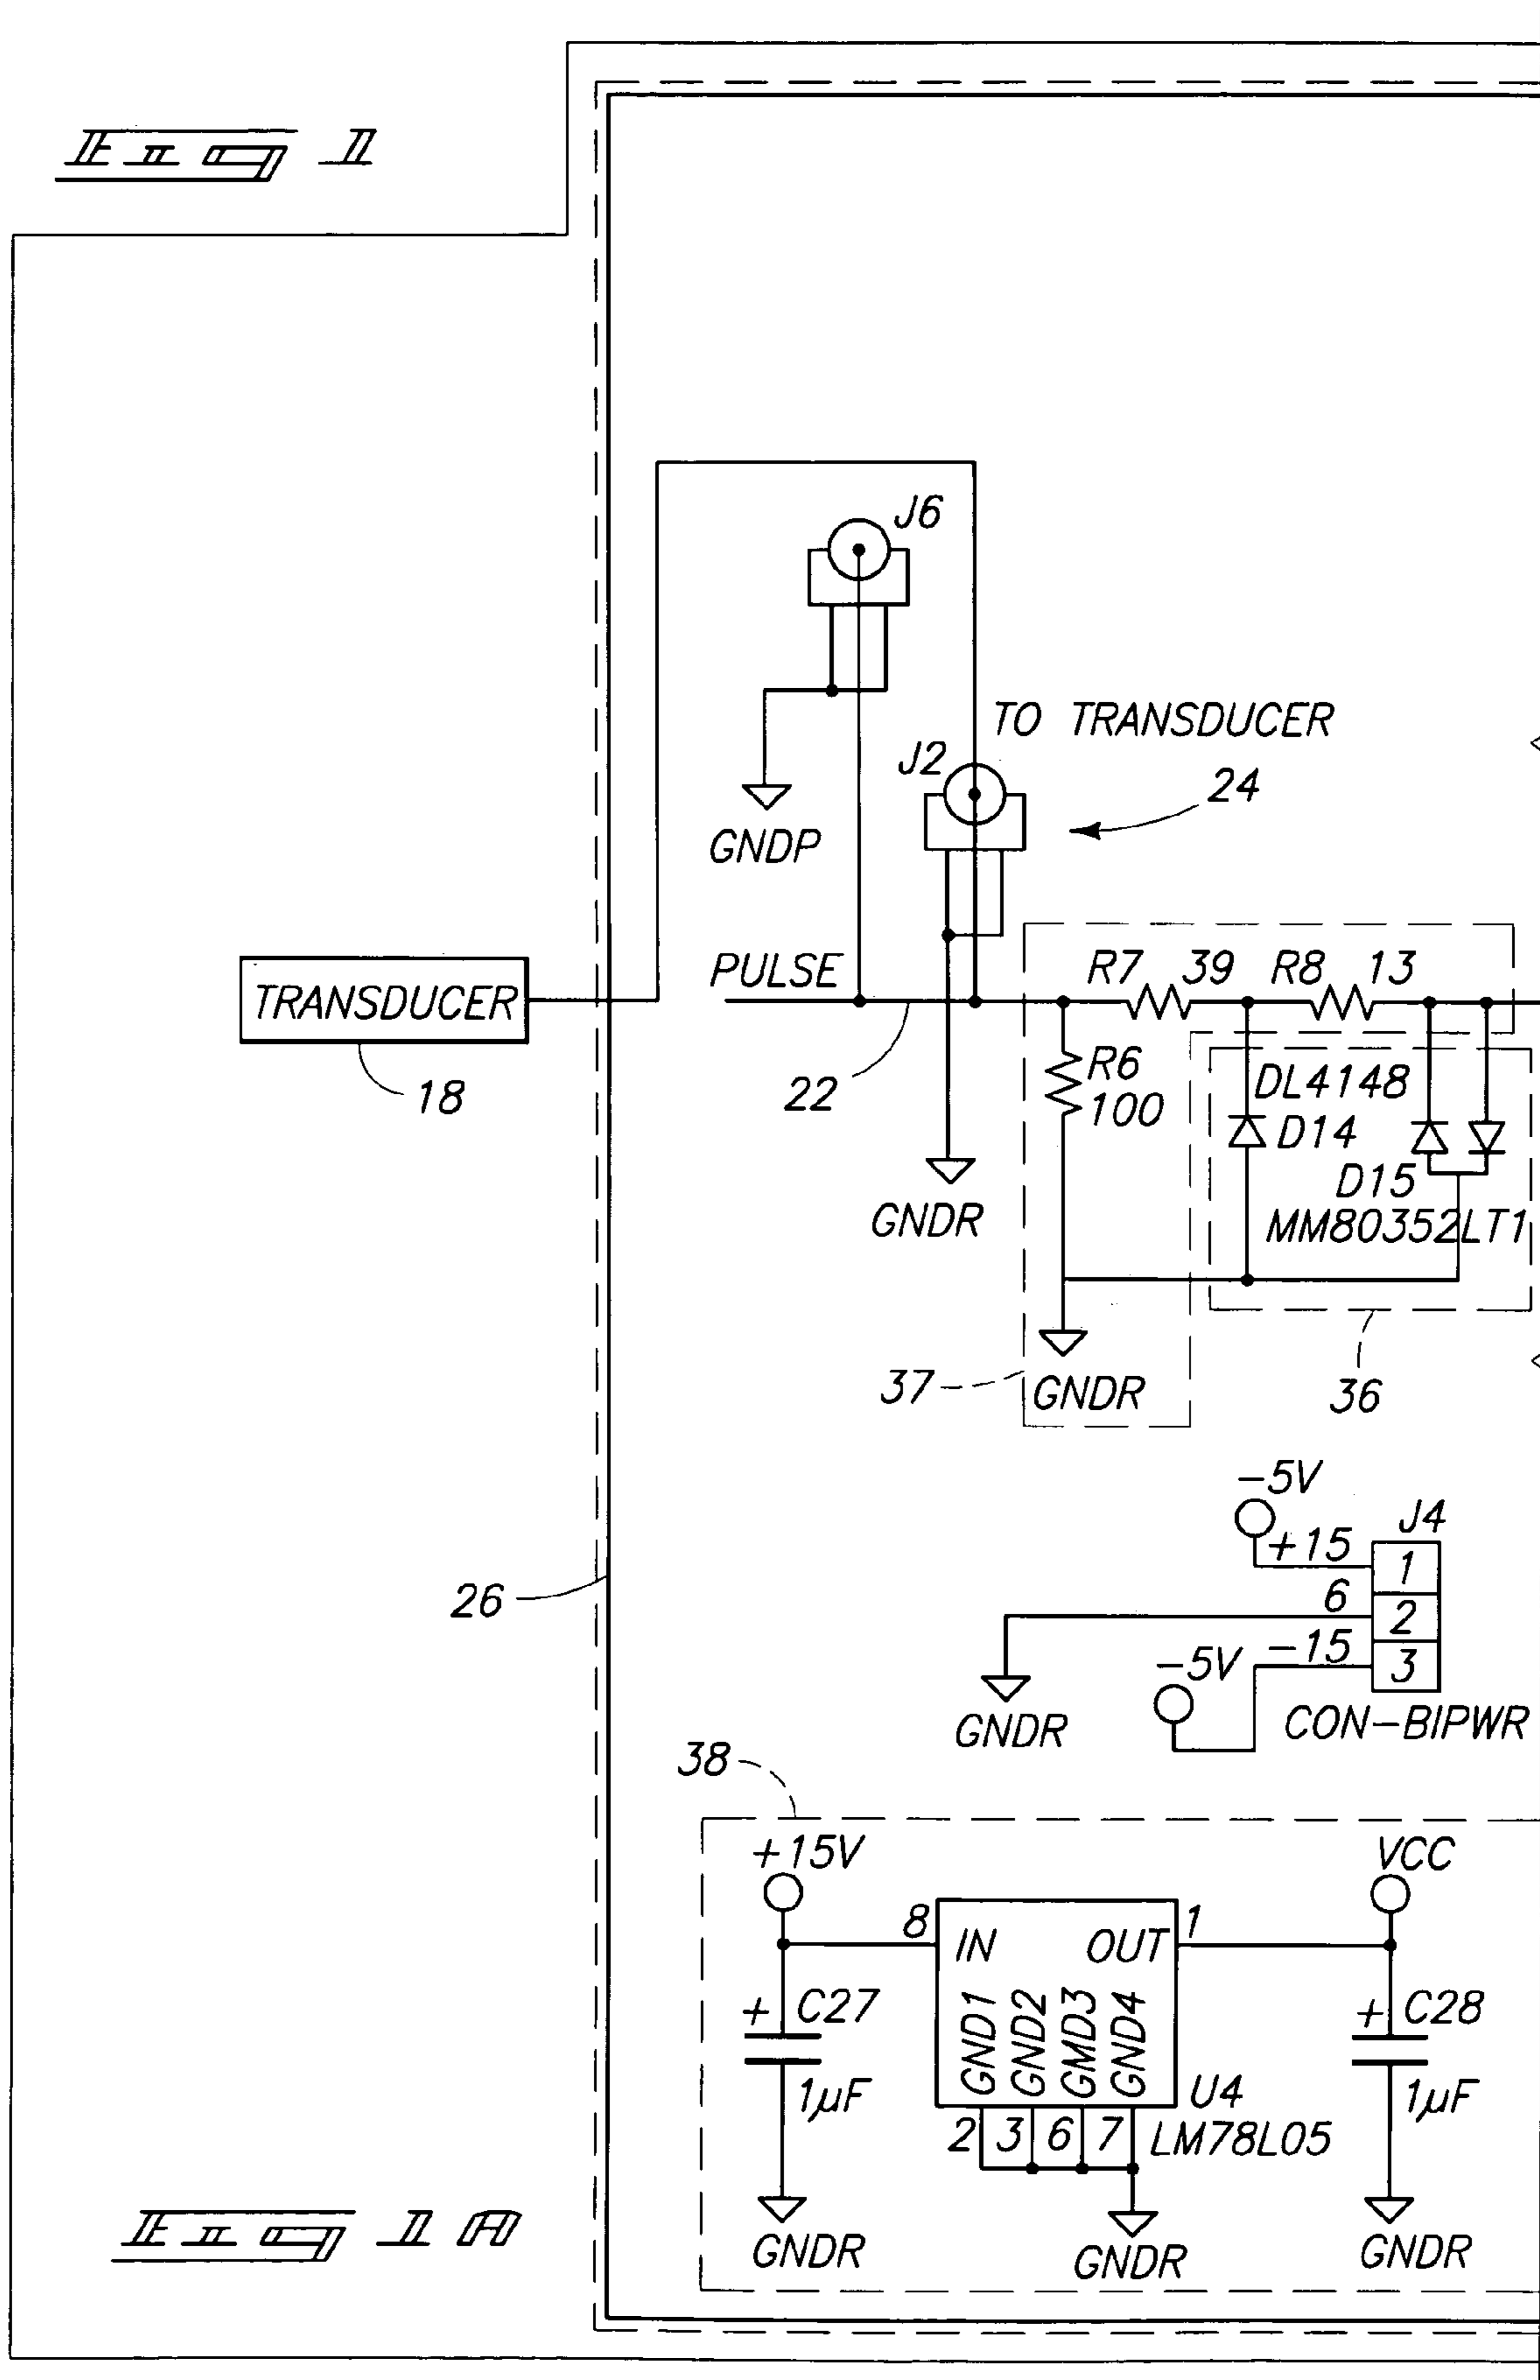 Fig 1
J6
TO TRANSDUCER
J2
24
GNDP
PULSE
R7 39 R8 13
TRANSDUCER
R6
100
DL4148
D14
18
22
D15
MM80352LT1
GNDR
37
GNDR
36
-5V
J4
+15
1
26
6
2
-15
3
-5V
GNDR
CON-BIPWR
38
+15V
VCC
8
IN
OUT
1
+ C27
1µF
GND1
GND2
GMD3
GND4
+ C28
1µF
U4
2 3 6 7
LM78L05
GNDR
GNDR
GNDR
Fig 1A